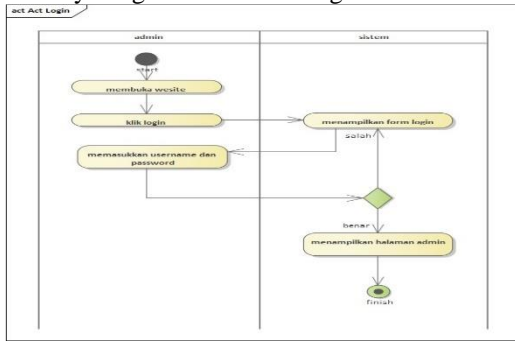 act Act Login
admin
sistem
start
membuka wesite
klik login
menampilkan form login
salah
memasukkan username dan
password
benar
menampilkan halaman admin
finish